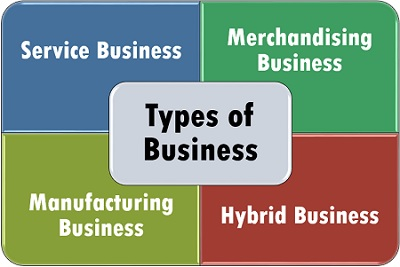 Service Business
Merchandising
Business
Types of
Business
Manufacturing
Business
Hybrid Business